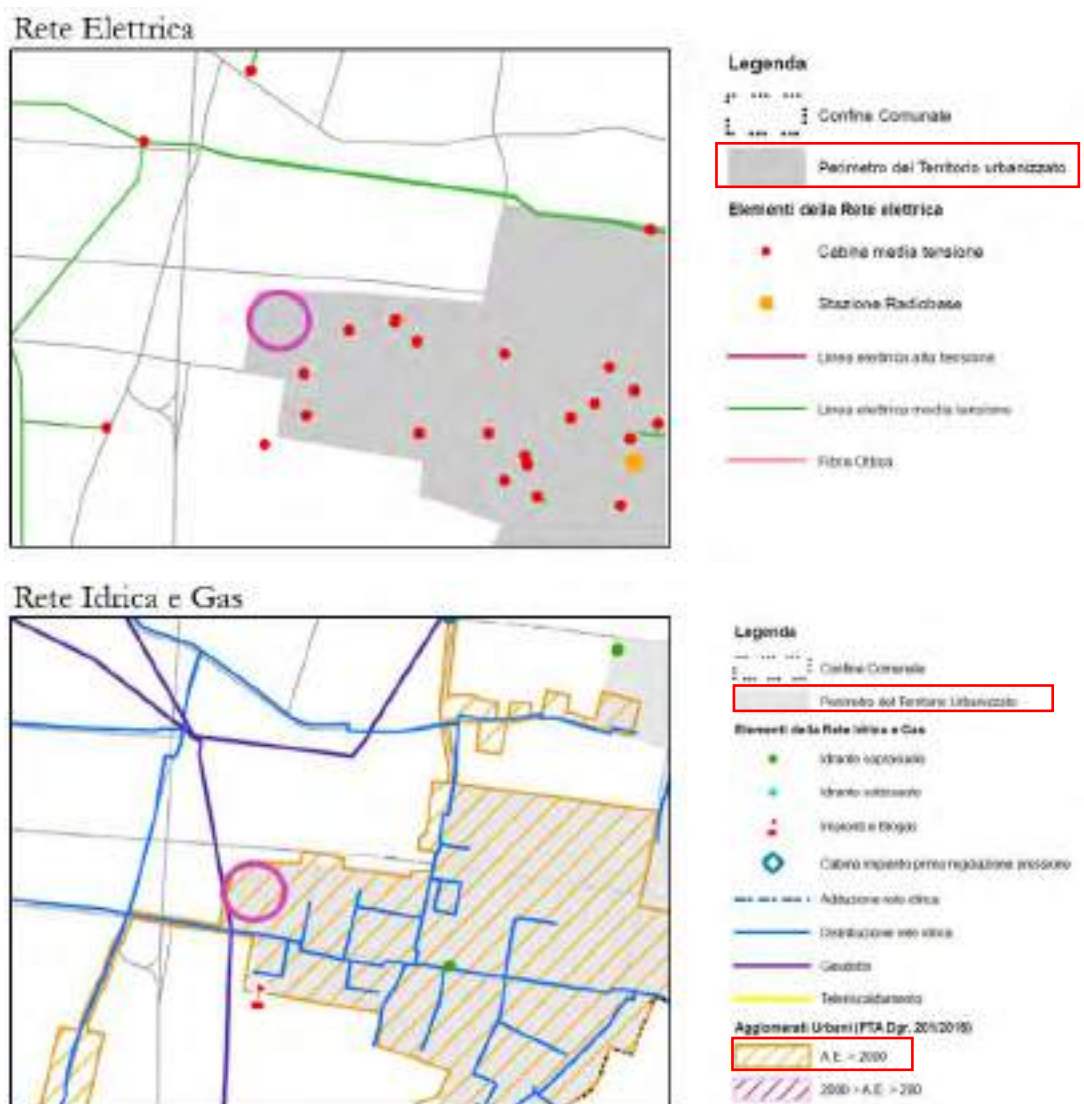 Rete Elettrica
Legenda
Confine Comunale
Perimetro del Territorio urbanizzato
Elementi della Rete elettrica
Cabina media tensione
Stazione Radiobase
Linea elettrica alta tensione
Linea elettrica media tensione
Fibra Ottica
Rete Idrica e Gas
Legenda
Confine Comunale
Perimetro del Territorio Urbanizzato
Elementi della Rete Idrica e Gas
Idrante soprasuolo
Idrante sottosuolo
Impianti a Biogas
Cabina impianto prima regolazione pressione
Adduzione rete idrica
Distribuzione rete idrica
Gasdotto
Teleriscaldamento
Agglomerati Urbani (PTA Dgr. 201/2016)
A.E. > 2000
2000 > A.E. > 200